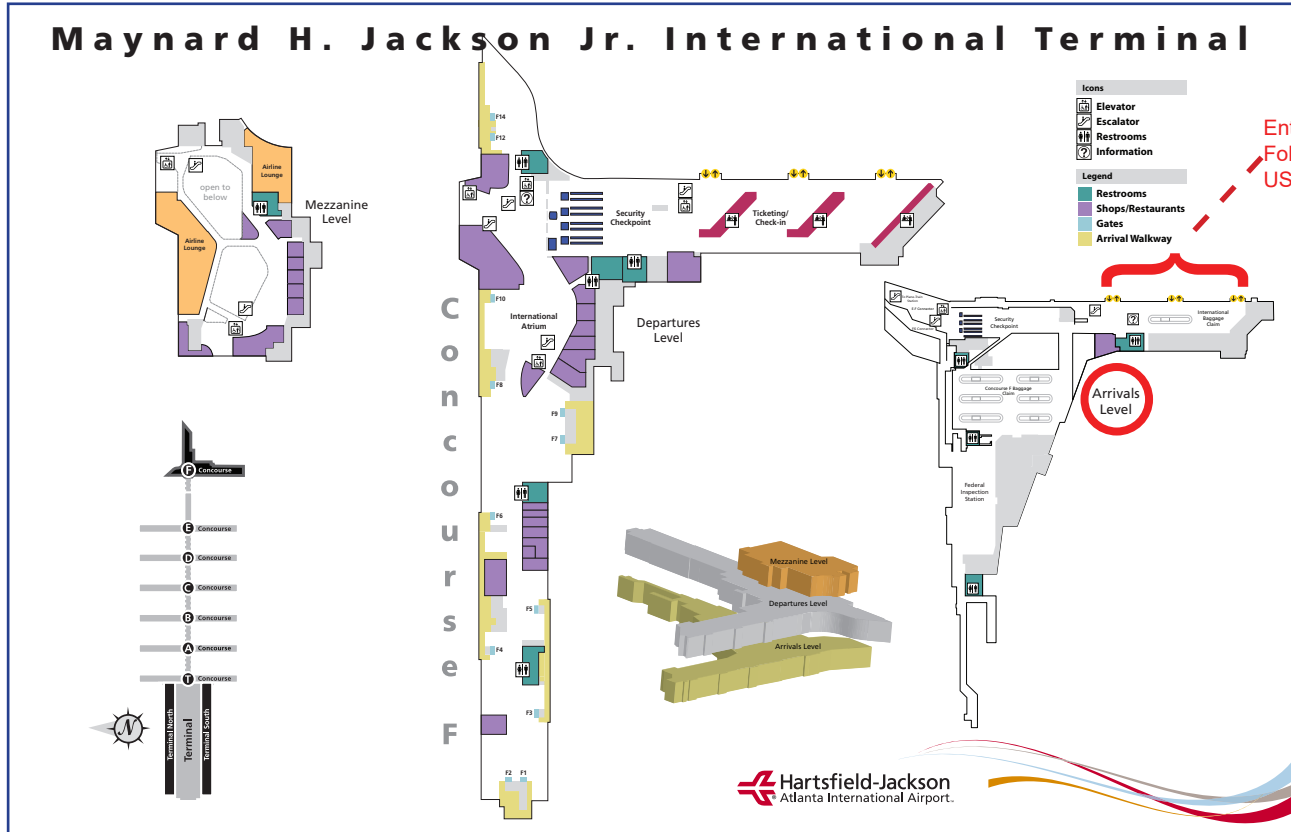 Maynard H. Jackson Jr. International Terminal
Icons
Elevator
Escalator
Restrooms
? Information
Legend
Restrooms
Shops/Restaurants
Gates
Arrival Walkway
Ent
Fol
US
Airline
Lounge
open to
below
Airline
Lounge
Mezzanine
Level
F14
F12
?
Security
Checkpoint
Ticketing/
Check-in
F10
International
Atrium
Departures
Level
F8
F9
F7
F6
F5
F4
F3
F2
F1
Concourse F
Security
Checkpoint
?
International
Baggage
Claim
Concourse F Baggage
Claim
Arrivals
Level
Federal
Inspection
Station
F Concourse
E Concourse
D Concourse
C Concourse
B Concourse
A Concourse
T Concourse
Terminal North
Terminal
Terminal South
N
Mezzanine Level
Departures Level
Arrivals Level
Hartsfield-Jackson
Atlanta International Airport